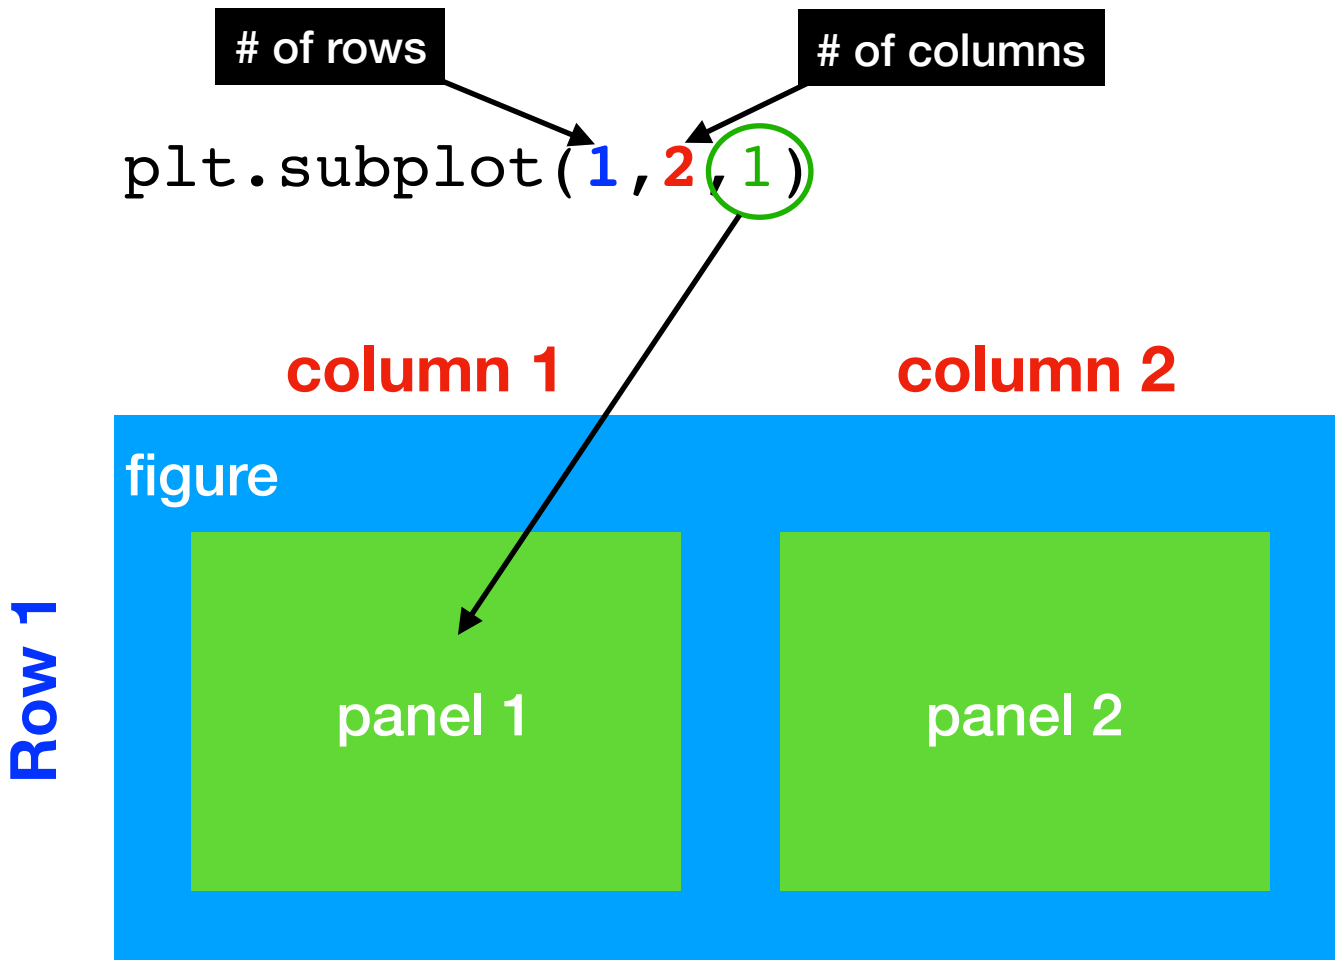 # of rows
# of columns
plt.subplot(1,2,1)
column 1
column 2
figure
Row 1
panel 1
panel 2